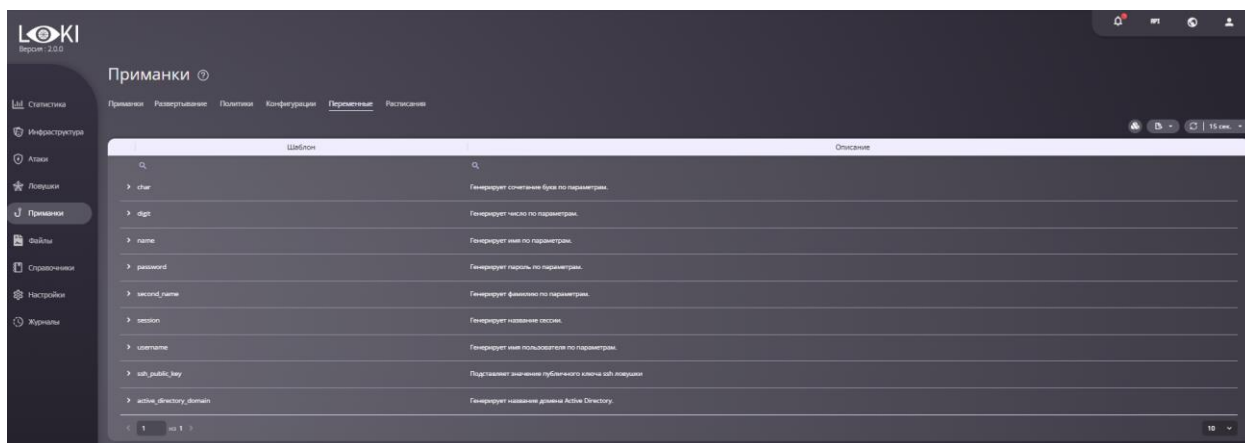 LOKI
Версия : 2.0.0
API
Приманки
Статистика
Инфраструктура
Атаки
Ловушки
Приманки
Файлы
Справочники
Настройки
Журналы
Приманки Развертывание Политики Конфигурации Переменные Расписания
15 сек.
Шаблон Описание
char Генерирует сочетание букв по параметрам.
digit Генерирует число по параметрам.
name Генерирует имя по параметрам.
password Генерирует пароль по параметрам.
second_name Генерирует фамилию по параметрам.
session Генерирует название сессии.
username Генерирует имя пользователя по параметрам.
ssh_public_key Подставляет значение публичного ключа ssh ловушки
active_directory_domain Генерирует название домена Active Directory.
1 из 1
10